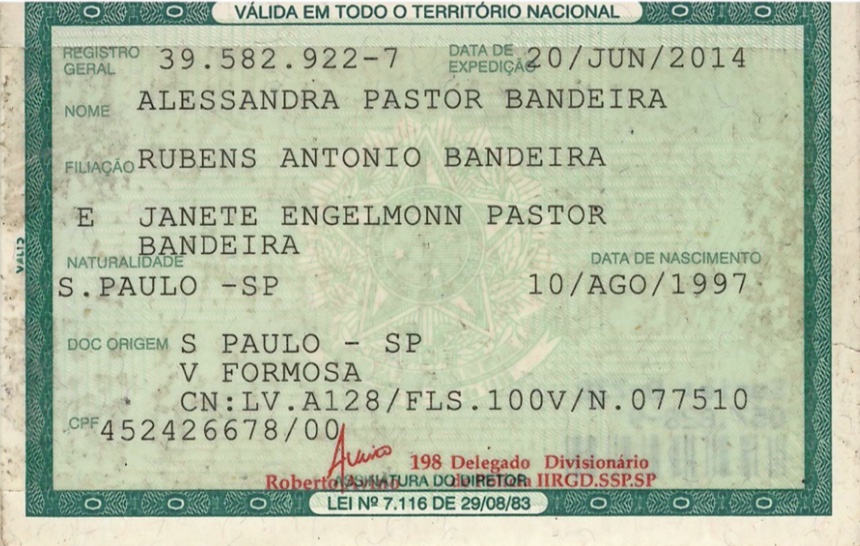 VÁLIDA EM TODO O TERRITÓRIO NACIONAL
REGISTRO GERAL 39.582.922-7 DATA DE EXPEDIÇÃO 20/JUN/2014
NOME ALESSANDRA PASTOR BANDEIRA
FILIAÇÃO RUBENS ANTONIO BANDEIRA
E JANETE ENGELMONN PASTOR
BANDEIRA
NATURALIDADE DATA DE NASCIMENTO
S.PAULO -SP 10/AGO/1997
DOC ORIGEM S PAULO - SP
V FORMOSA
CN:LV.A128/FLS.100V/N.077510
CPF 452426678/00
198 Delegado Divisionário
Roberto ASSINATURA DO DIRETOR IIRGD.SSP.SP
LEI Nº 7.116 DE 29/08/83